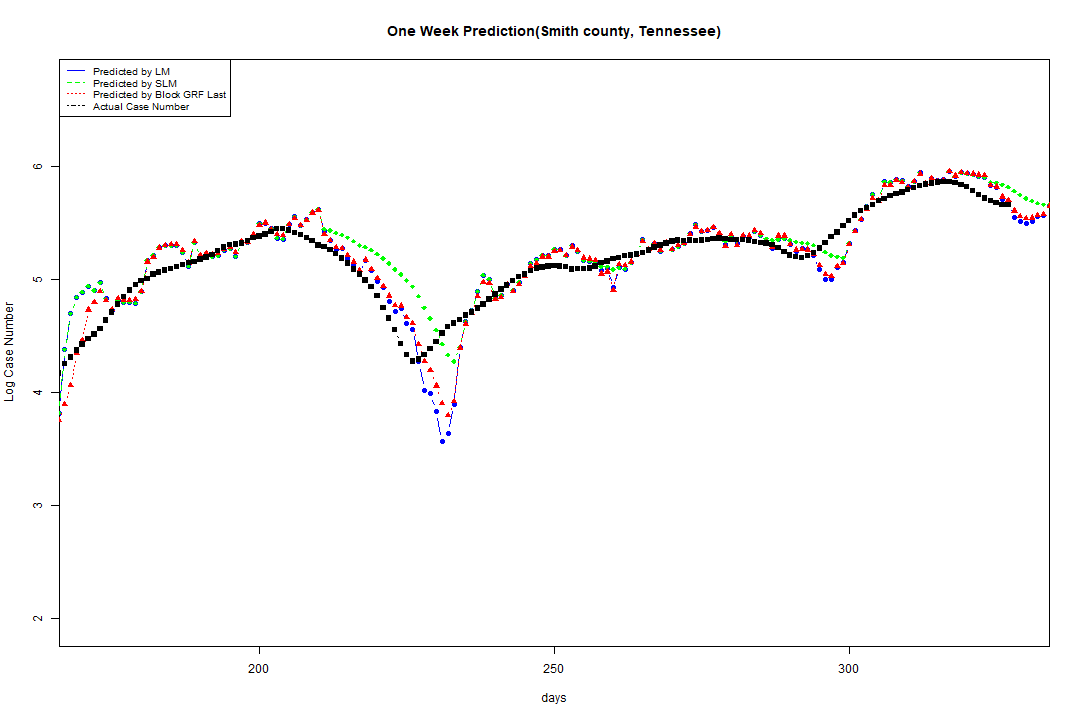 One Week Prediction(Smith county, Tennessee)
Predicted by LM
Predicted by SLM
Predicted by Block GRF Last
Actual Case Number
6
5
4
3
2
Log Case Number
200 250 300
days